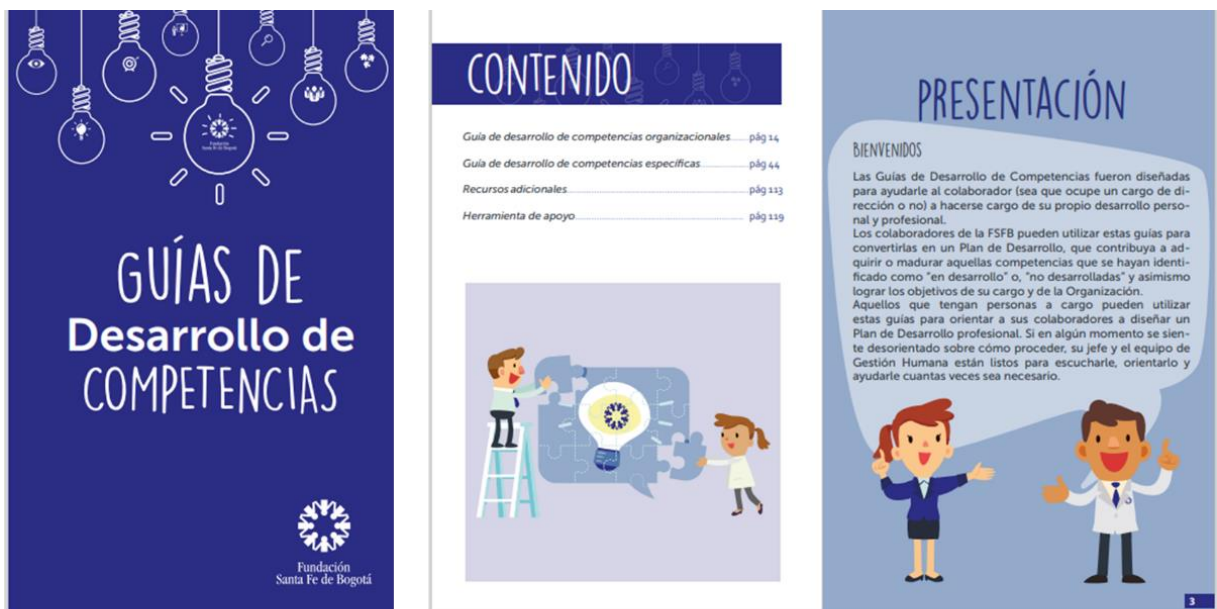 Fundación
Santa Fe de Bogotá
GUÍAS DE
Desarrollo de
COMPETENCIAS
Fundación
Santa Fe de Bogotá
CONTENIDO
Guía de desarrollo de competencias organizacionales pág 14
Guía de desarrollo de competencias específicas pág 44
Recursos adicionales pág 113
Herramienta de apoyo pág 119
PRESENTACIÓN
BIENVENIDOS
Las Guías de Desarrollo de Competencias fueron diseñadas
para ayudarle al colaborador (sea que ocupe un cargo de di-
rección o no) a hacerse cargo de su propio desarrollo perso-
nal y profesional.
Los colaboradores de la FSFB pueden utilizar estas guías para
convertirlas en un Plan de Desarrollo, que contribuya a ad-
quirir o madurar aquellas competencias que se hayan identi-
ficado como "en desarrollo" o, "no desarrolladas" y asimismo
lograr los objetivos de su cargo y de la Organización.
Aquellos que tengan personas a cargo pueden utilizar
estas guías para orientar a sus colaboradores a diseñar un
Plan de Desarrollo profesional. Si en algún momento se sien-
te desorientado sobre cómo proceder, su jefe y el equipo de
Gestión Humana están listos para escucharle, orientarlo y
ayudarle cuantas veces sea necesario.
3